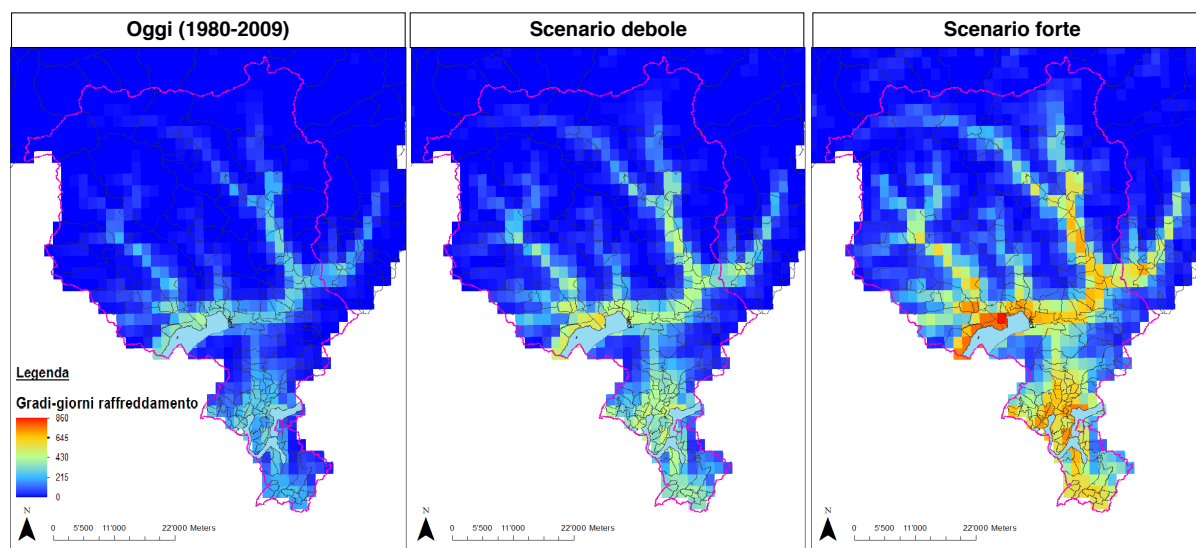 Oggi (1980-2009)
Scenario debole
Scenario forte
Legenda
Gradi-giorni raffreddamento
860
645
430
215
0
N
0 5'500 11'000 22'000 Meters
N
0 5'500 11'000 22'000 Meters
N
0 5'500 11'000 22'000 Meters